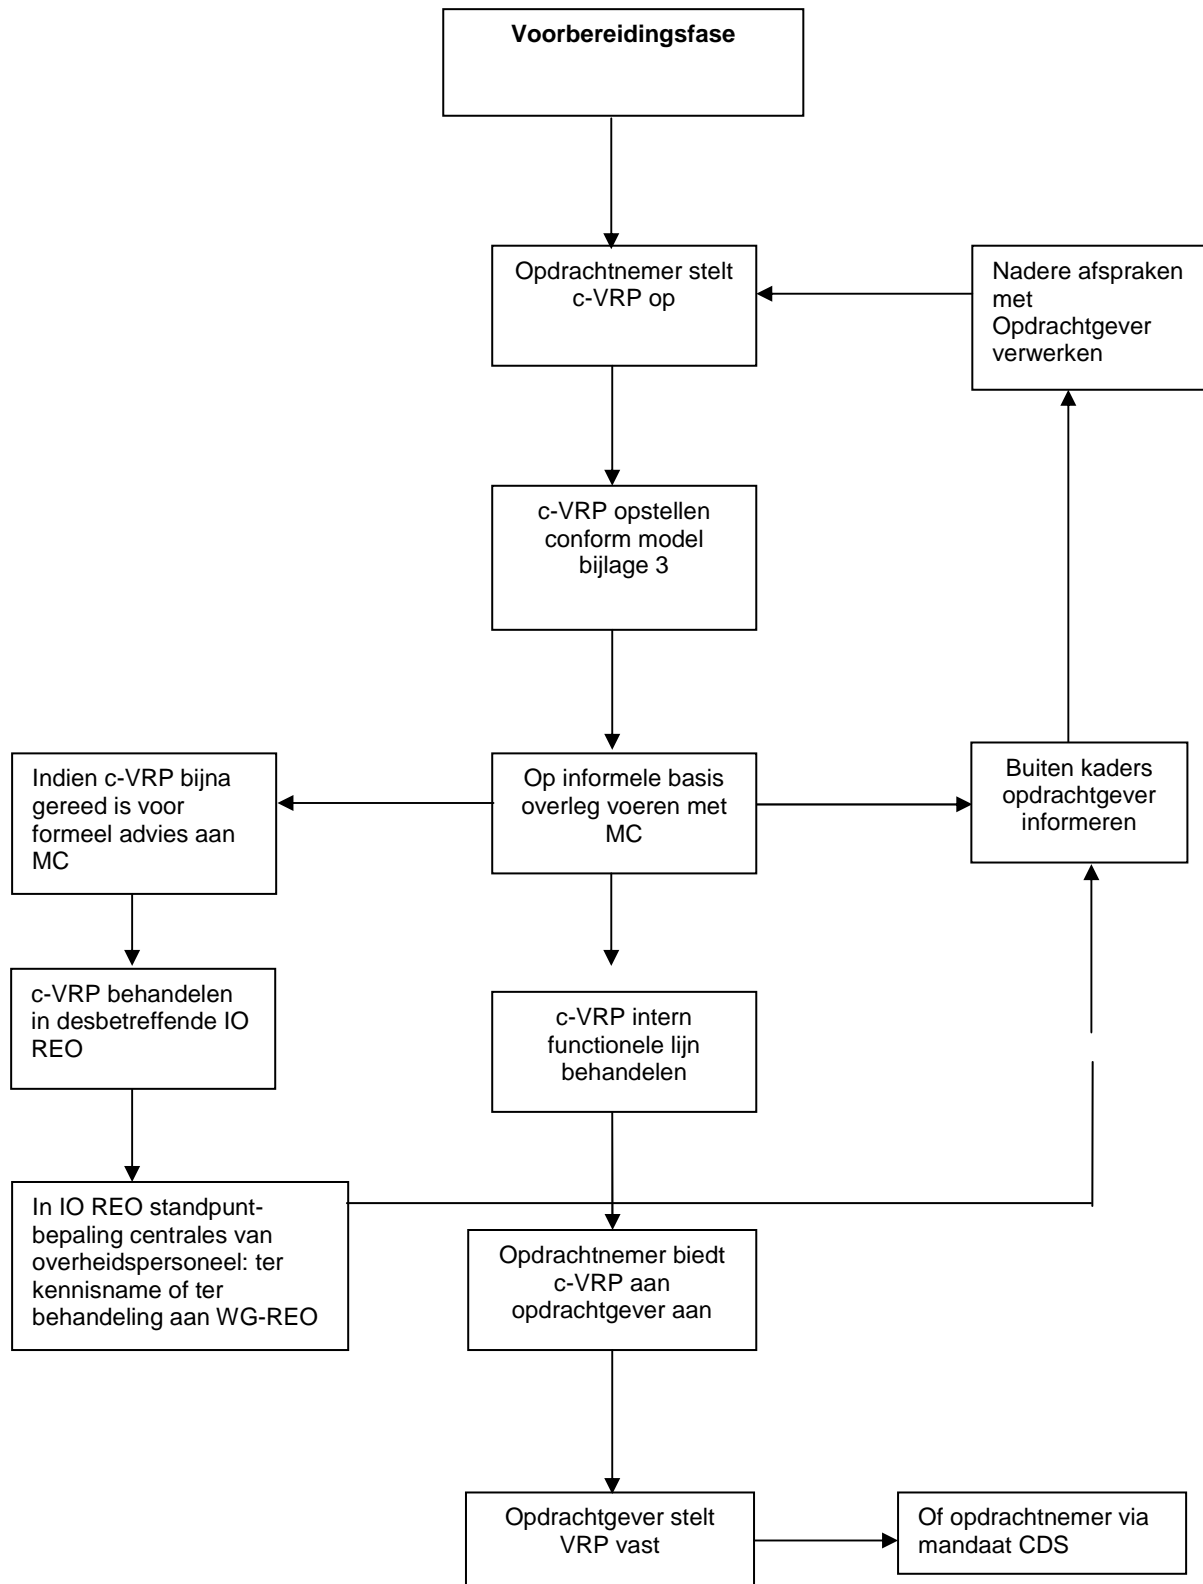 Voorbereidingsfase
Opdrachtnemer stelt
c-VRP op
Nadere afspraken
met
Opdrachtgever
verwerken
c-VRP opstellen
conform model
bijlage 3
Indien c-VRP bijna
gereed is voor
formeel advies aan
MC
Op informele basis
overleg voeren met
MC
Buiten kaders
opdrachtgever
informeren
c-VRP behandelen
in desbetreffende IO
REO
c-VRP intern
functionele lijn
behandelen
In IO REO standpunt-
bepaling centrales van
overheidspersoneel: ter
kennisname of ter
behandeling aan WG-REO
Opdrachtnemer biedt
c-VRP aan
opdrachtgever aan
Opdrachtgever stelt
VRP vast
Of opdrachtnemer via
mandaat CDS